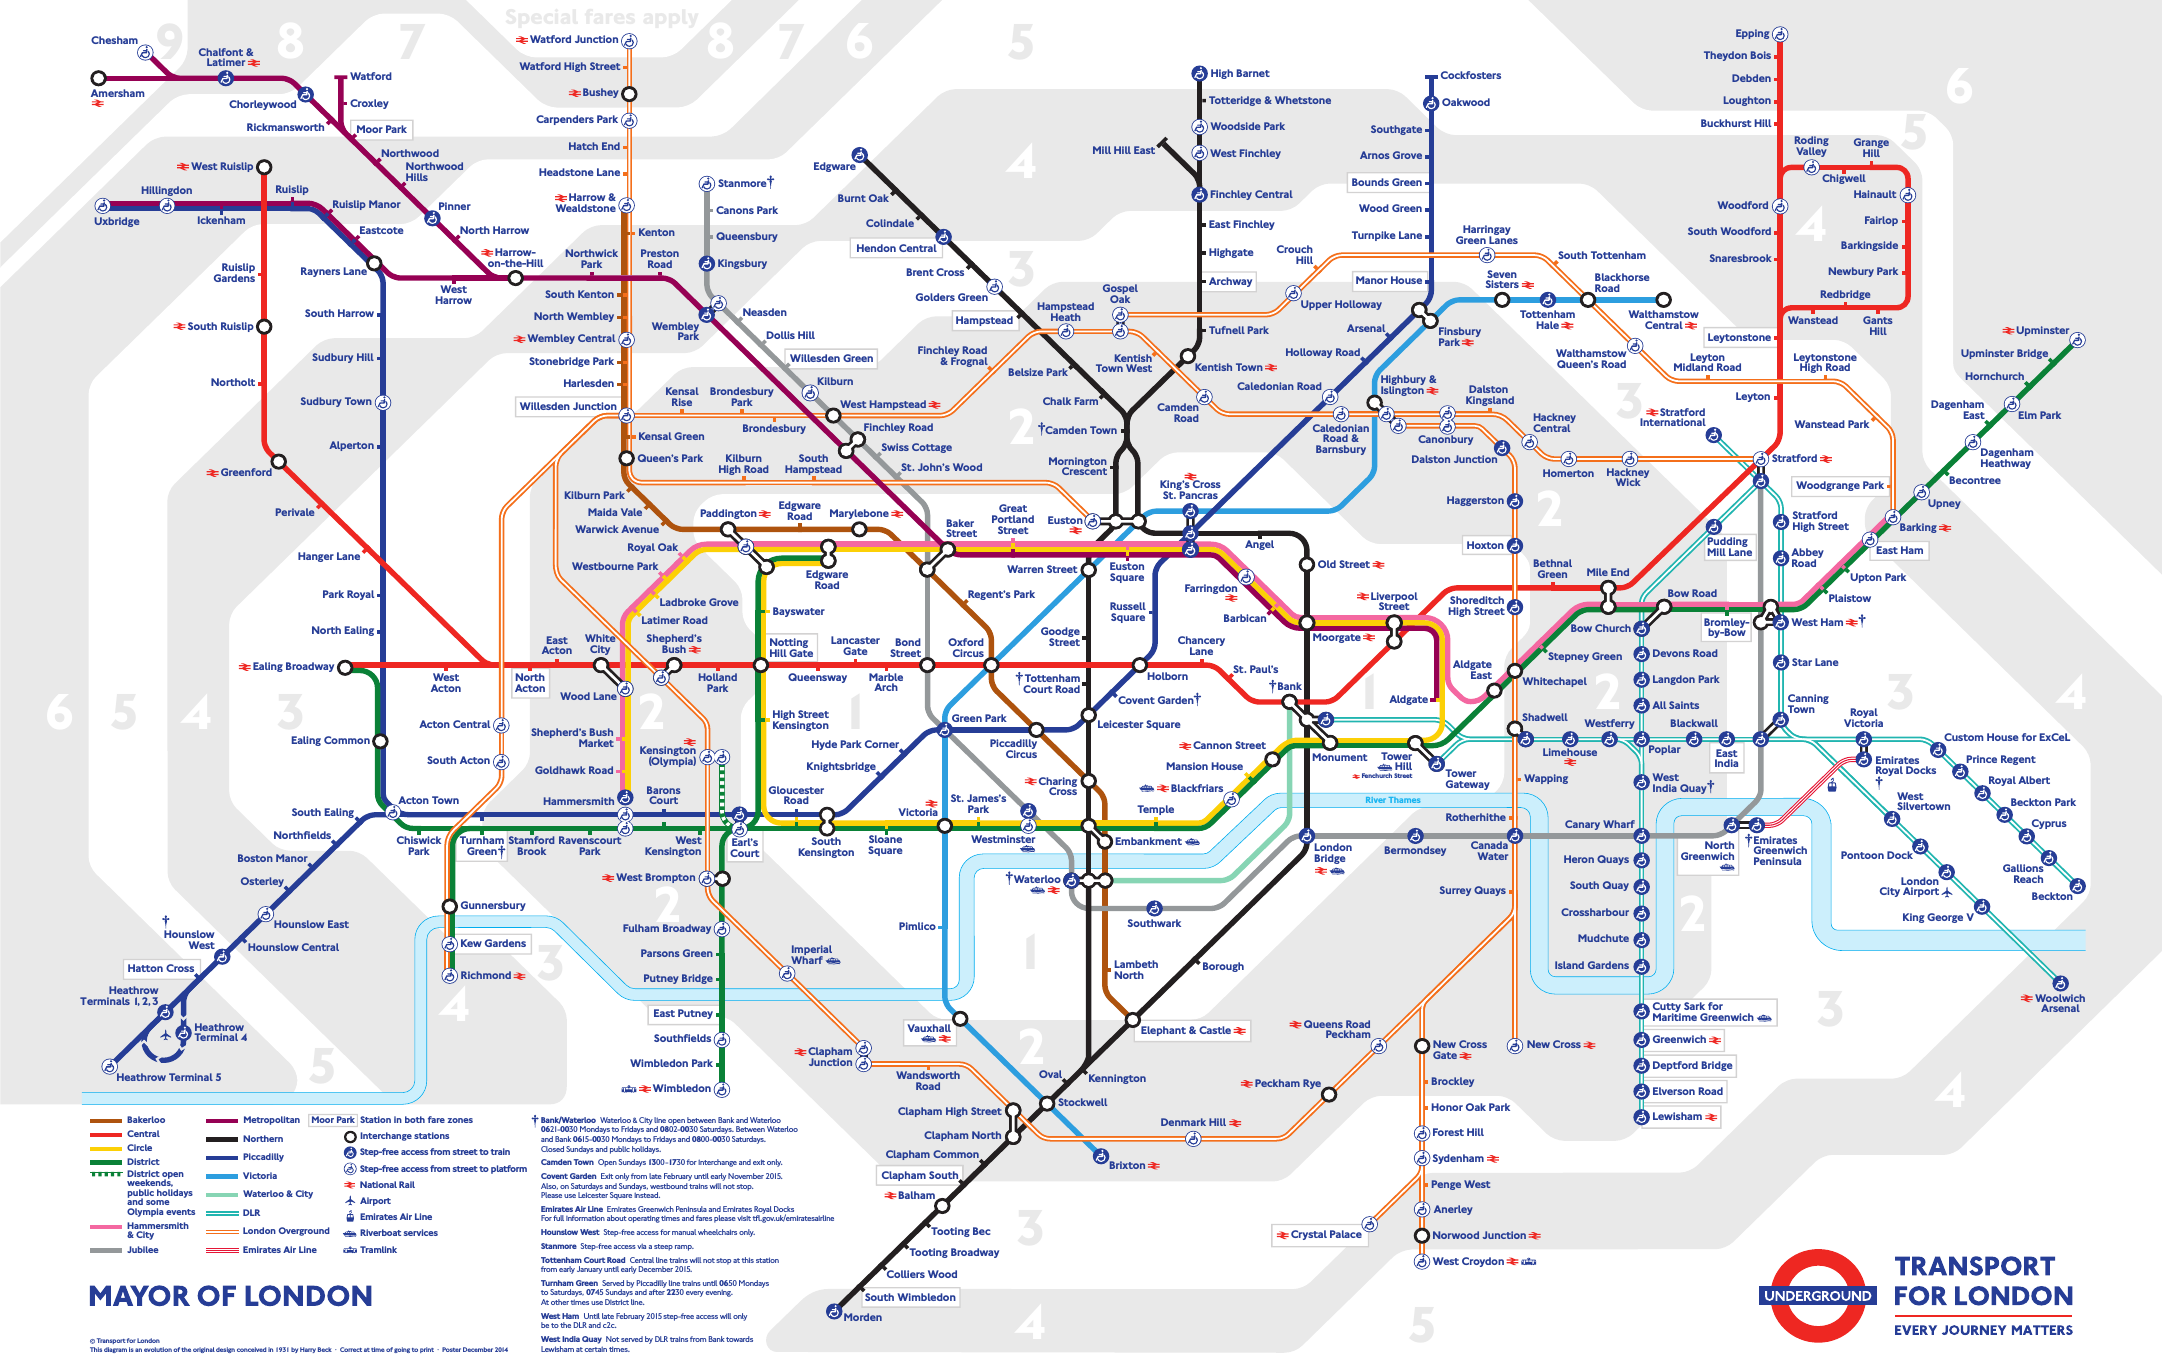 Special fares apply
9
8
7
8
7
6
5
6
5
4
3
2
Chesham
Chalfont &
Latimer
Amersham
Chorleywood
Rickmansworth
Watford
Croxley
Moor Park
Northwood
Northwood
Hills
Pinner
North Harrow
Harrow-
on-the-Hill
West Ruislip
Hillingdon
Uxbridge
Ickenham
Ruislip
Ruislip Manor
Eastcote
Rayners Lane
West
Harrow
Ruislip
Gardens
South Ruislip
Northolt
Greenford
Perivale
Hanger Lane
South Harrow
Sudbury Hill
Sudbury Town
Alperton
Park Royal
North Ealing
Ealing Broadway
Ealing Common
West
Acton
North
Acton
East
Acton
White
City
Shepherd's
Bush
Wood Lane
Holland
Park
Notting
Hill Gate
Queensway
Lancaster
Gate
Marble
Arch
Bond
Street
Oxford
Circus
Watford Junction
Watford High Street
Bushey
Carpenders Park
Hatch End
Headstone Lane
Harrow &
Wealdstone
Kenton
Northwick
Park
Preston
Road
South Kenton
North Wembley
Wembley Central
Stonebridge Park
Harlesden
Willesden Junction
Kensal Green
Queen's Park
Kilburn Park
Maida Vale
Warwick Avenue
Royal Oak
Westbourne Park
Ladbroke Grove
Latimer Road
Paddington
Edgware
Road
Marylebone
Baker
Street
Great
Portland
Street
Edgware
Road
Bayswater
Regent's Park
Stanmore†
Canons Park
Queensbury
Kingsbury
Wembley
Park
Neasden
Dollis Hill
Willesden Green
Kilburn
West Hampstead
Finchley Road
Swiss Cottage
St. John's Wood
Kensal
Rise
Brondesbury
Park
Brondesbury
Kilburn
High Road
South
Hampstead
Finchley Road
& Frognal
Hampstead
Heath
Gospel
Oak
Kentish
Town West
Camden
Road
Edgware
Burnt Oak
Colindale
Hendon Central
Brent Cross
Golders Green
Hampstead
Belsize Park
Chalk Farm
†Camden Town
Mornington
Crescent
Euston
High Barnet
Totteridge & Whetstone
Woodside Park
West Finchley
Mill Hill East
Finchley Central
East Finchley
Highgate
Archway
Tufnell Park
Kentish Town
Crouch
Hill
Upper Holloway
Harringay
Green Lanes
South Tottenham
Cockfosters
Oakwood
Southgate
Arnos Grove
Bounds Green
Wood Green
Turnpike Lane
Manor House
Arsenal
Holloway Road
Caledonian Road
Finsbury
Park
Seven
Sisters
Tottenham
Hale
Blackhorse
Road
Walthamstow
Central
Walthamstow
Queen's Road
Leyton
Midland Road
Leytonstone
High Road
Wanstead Park
Woodgrange Park
Highbury &
Islington
Caledonian
Road &
Barnsbury
Canonbury
Dalston
Kingsland
Dalston Junction
Hackney
Central
Homerton
Hackney
Wick
Haggerston
Hoxton
Shoreditch
High Street
Epping
Theydon Bois
Debden
Loughton
Buckhurst Hill
Roding
Valley
Grange
Hill
Chigwell
Hainault
Fairlop
Barkingside
Newbury Park
Redbridge
Gants
Hill
Wanstead
Woodford
South Woodford
Snaresbrook
Leytonstone
Leyton
Stratford
International
Stratford
Stratford
High Street
Abbey
Road
Pudding
Mill Lane
Upminster
Upminster Bridge
Hornchurch
Elm Park
Dagenham
East
Dagenham
Heathway
Becontree
Upney
Barking
East Ham
Upton Park
Plaistow
West Ham †
Bromley-
by-Bow
Bow Road
Bow Church
Mile End
Bethnal
Green
Stepney Green
Whitechapel
Star Lane
Devons Road
Langdon Park
All Saints
King's Cross
St. Pancras
Angel
Old Street
Euston
Square
Warren Street
Farringdon
Barbican
Moorgate
Liverpool
Street
Russell
Square
Goodge
Street
†Tottenham
Court Road
Holborn
Chancery
Lane
St. Paul's
†Bank
Covent Garden†
Leicester Square
Aldgate
Aldgate
East
High Street
Kensington
Shepherd's Bush
Market
Goldhawk Road
Hammersmith
Kensington
(Olympia)
Acton Central
South Acton
Acton Town
South Ealing
Northfields
Boston Manor
Osterley
Hounslow East
Hounslow Central
†
Hounslow
West
Hatton Cross
Heathrow
Terminals 1, 2, 3
Heathrow
Terminal 4
Heathrow Terminal 5
Chiswick
Park
Turnham
Green†
Stamford
Brook
Ravenscourt
Park
Barons
Court
West
Kensington
Earl's
Court
Gloucester
Road
South
Kensington
Sloane
Square
Victoria
St. James's
Park
Westminster
Green Park
Hyde Park Corner
Knightsbridge
Piccadilly
Circus
Charing
Cross
Embankment
†Waterloo
Temple
Blackfriars
Mansion House
Cannon Street
Monument
Tower
Hill
Fenchurch Street
Tower
Gateway
Shadwell
Limehouse
Westferry
Poplar
Blackwall
East
India
Canning
Town
Royal
Victoria
Custom House for ExCeL
Prince Regent
Royal Albert
Beckton Park
Cyprus
Gallions
Reach
Beckton
Emirates
Royal Docks
†
West
Silvertown
Pontoon Dock
London
City Airport
King George V
Woolwich
Arsenal
†Emirates
Greenwich
Peninsula
North
Greenwich
Canary Wharf
West
India Quay†
Heron Quays
South Quay
Crossharbour
Mudchute
Island Gardens
Cutty Sark for
Maritime Greenwich
Greenwich
Deptford Bridge
Elverson Road
Lewisham
River Thames
London
Bridge
Bermondsey
Canada
Water
Rotherhithe
Wapping
Surrey Quays
Southwark
Lambeth
North
Borough
Elephant & Castle
Pimlico
Vauxhall
Gunnersbury
Kew Gardens
Richmond
West Brompton
Fulham Broadway
Parsons Green
Putney Bridge
East Putney
Southfields
Wimbledon Park
Wimbledon
Imperial
Wharf
Clapham
Junction
Wandsworth
Road
Clapham High Street
Clapham North
Clapham Common
Clapham South
Balham
Tooting Bec
Tooting Broadway
Colliers Wood
South Wimbledon
Morden
Kennington
Oval
Stockwell
Brixton
Denmark Hill
Peckham Rye
Queens Road
Peckham
New Cross
Gate
New Cross
Brockley
Honor Oak Park
Forest Hill
Sydenham
Penge West
Anerley
Crystal Palace
Norwood Junction
West Croydon
Bakerloo
Central
Circle
District
District open
weekends,
public holidays
and some
Olympia events
Hammersmith
& City
Jubilee
Metropolitan
Northern
Piccadilly
Victoria
Waterloo & City
DLR
London Overground
Emirates Air Line
Moor Park Station in both fare zones
Interchange stations
Step-free access from street to train
Step-free access from street to platform
National Rail
Airport
Emirates Air Line
Riverboat services
Tramlink
† Bank/Waterloo Waterloo & City line open between Bank and Waterloo
0621-0030 Mondays to Fridays and 0802-0030 Saturdays. Between Waterloo
and Bank 0615-0030 Mondays to Fridays and 0800-0030 Saturdays.
Closed Sundays and public holidays.
Camden Town Open Sundays 1300-1730 for interchange and exit only.
Covent Garden Exit only from late February until early November 2015.
Also, on Saturdays and Sundays, westbound trains will not stop.
Please use Leicester Square instead.
Emirates Air Line Emirates Greenwich Peninsula and Emirates Royal Docks
For full information about operating times and fares please visit tfl.gov.uk/emiratesairline
Hounslow West Step-free access for manual wheelchairs only.
Stanmore Step-free access via a steep ramp.
Tottenham Court Road Central line trains will not stop at this station
from early January until early December 2015.
Turnham Green Served by Piccadilly line trains until 0650 Mondays
to Saturdays, 0745 Sundays and after 2230 every evening.
At other times use District line.
West Ham Until late February 2015 step-free access will only
be to the DLR and c2c.
West India Quay Not served by DLR trains from Bank towards
Lewisham at certain times.
MAYOR OF LONDON
© Transport for London
This diagram is an evolution of the original design conceived in 1931 by Harry Beck · Correct at time of going to print · Poster December 2014
UNDERGROUND
TRANSPORT
FOR LONDON
EVERY JOURNEY MATTERS